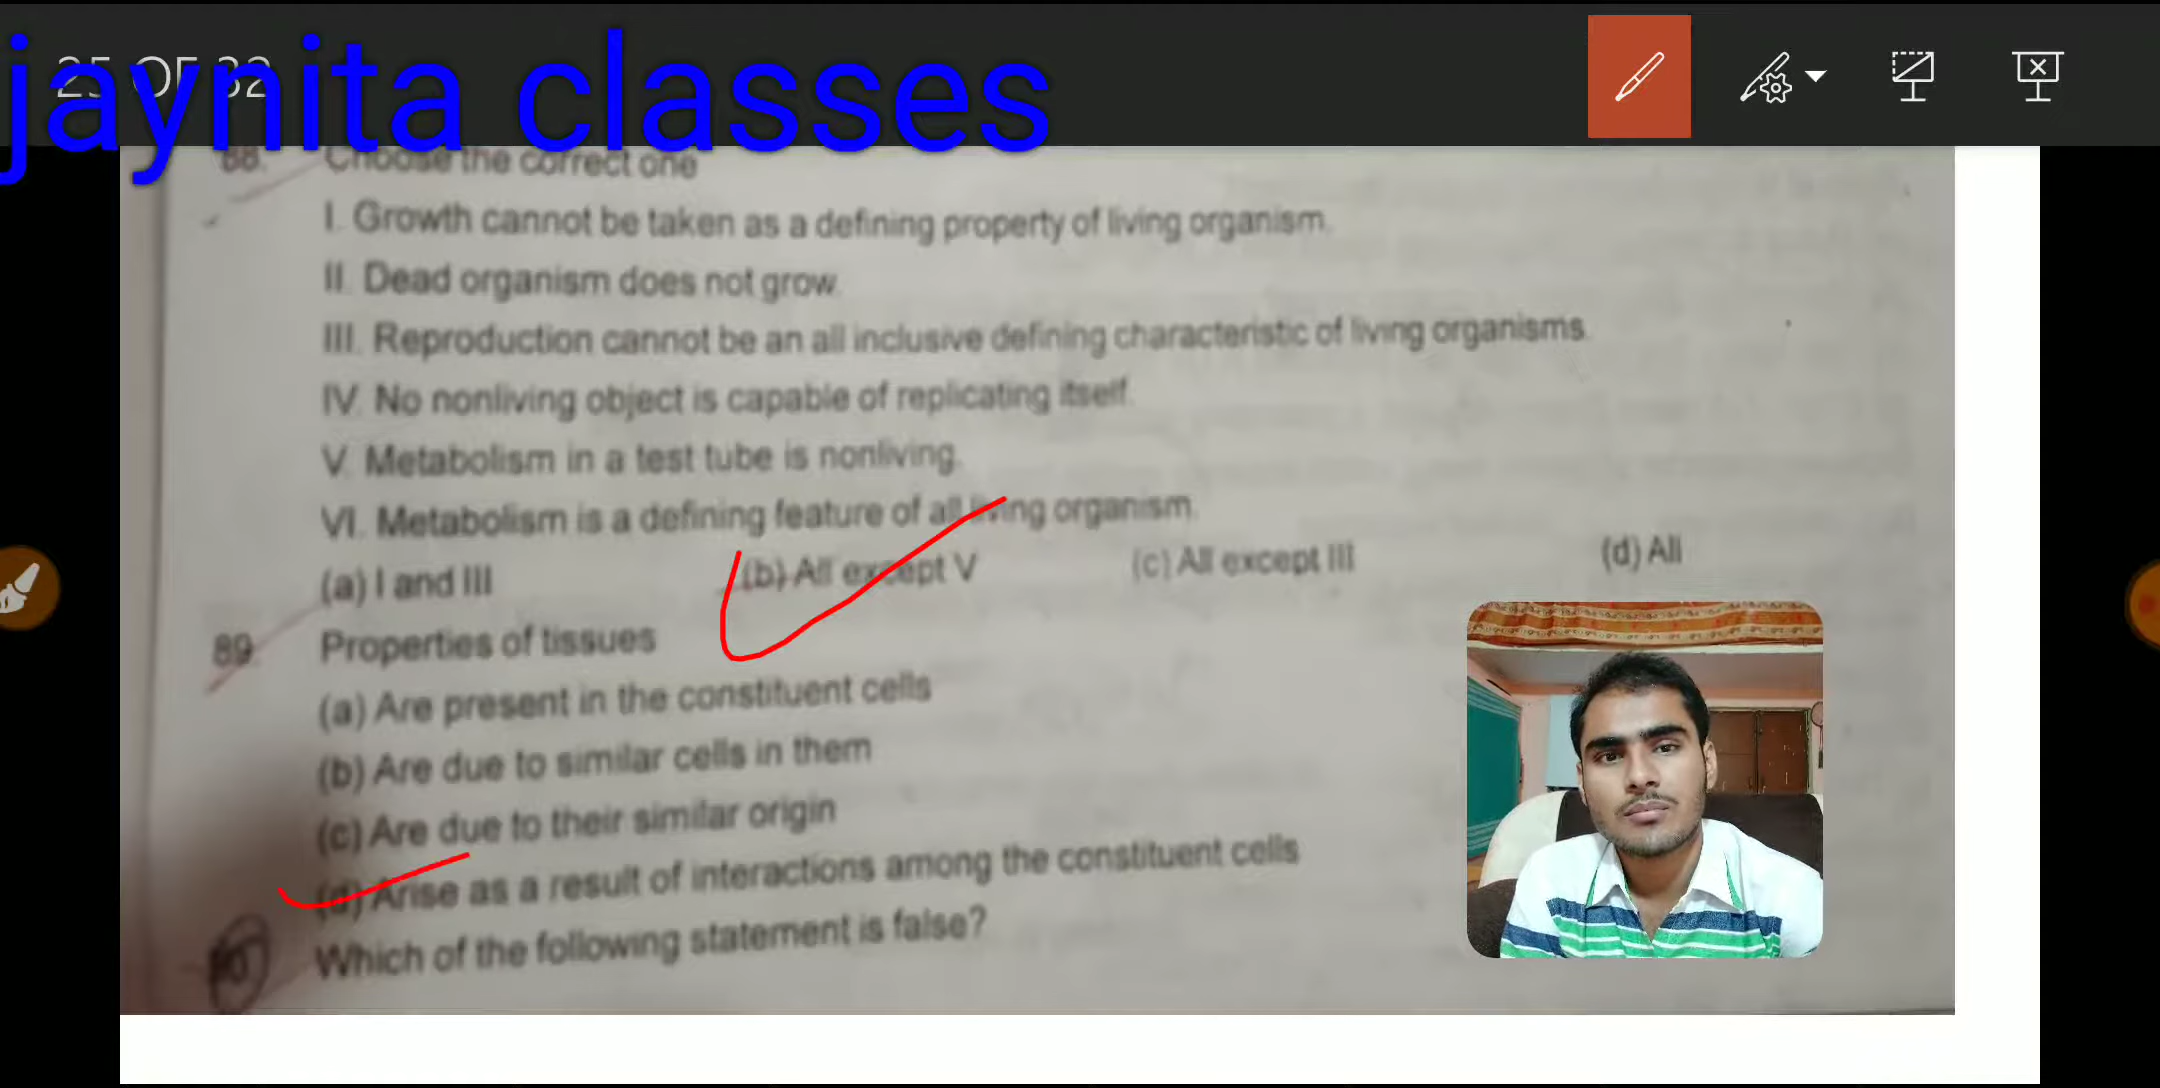 25 OF 32
jaynita classes
88. Choose the correct one
I. Growth cannot be taken as a defining property of living organism.
II. Dead organism does not grow.
III. Reproduction cannot be an all inclusive defining characteristic of living organisms.
IV. No nonliving object is capable of replicating itself.
V. Metabolism in a test tube is nonliving.
VI. Metabolism is a defining feature of all living organism.
(a) I and III (b) All except V (c) All except III (d) All
89. Properties of tissues
(a) Are present in the constituent cells
(b) Are due to similar cells in them
(c) Are due to their similar origin
(d) Arise as a result of interactions among the constituent cells
Which of the following statement is false?